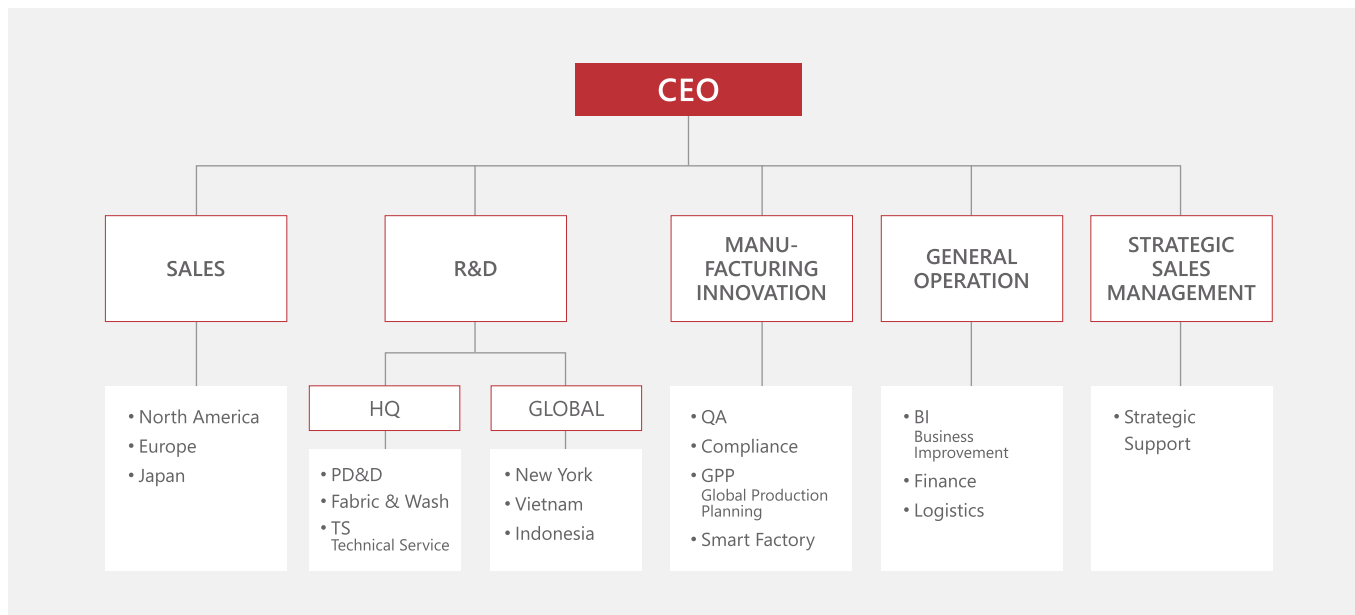 CEO
SALES
R&D
MANU-
FACTURING
INNOVATION
GENERAL
OPERATION
STRATEGIC
SALES
MANAGEMENT
• North America
• Europe
• Japan
HQ
• PD&D
• Fabric & Wash
• TS
Technical Service
GLOBAL
• New York
• Vietnam
• Indonesia
• QA
• Compliance
• GPP
Global Production
Planning
• Smart Factory
• BI
Business
Improvement
• Finance
• Logistics
• Strategic
Support